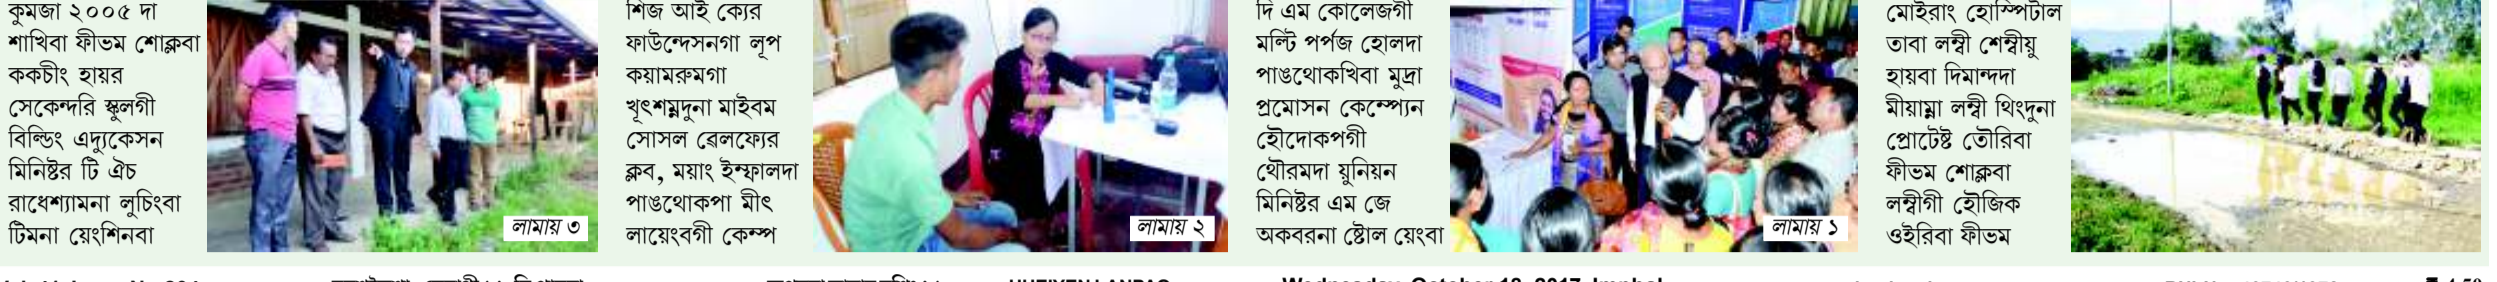 কুমজা ২০০৫ দা
শাখিবা ফীভম শোক্লবা
ককচীং হায়র
সেকেন্দরি স্কুলগী
বিল্ডিং এদ্যুকেসন
মিনিষ্টর টি ঐচ
রাধেশ্যামনা লুচিংবা
টিমনা য়েংশিনবা
লামায় ৩
শিজ আই ক্যের
ফাউন্দেসনগা লূপ
কয়ামরুমগা
খূৎশম্নদুনা মাইবম
সোসল ৱেলফ্যের
ক্লব, ময়াং ইম্ফালদা
পাঙথোকপা মীৎ
লায়েংবগী কেম্প
লামায় ২
দি এম কোলেজগী
মল্টি পর্পজ হোলদা
পাঙথোকখিবা মুদ্রা
প্রমোসন কেম্প্যেন
হৌদোকপগী
থৌরমদা য়ুনিয়ন
মিনিষ্টর এম জে
অকবরনা ষ্টোল য়েংবা
লামায় ১
মোইরাং হোস্পিটাল
তাবা লম্বী শেম্বীয়ু
হায়বা দিমান্দদা
মীয়াম্না লম্বী থিংদুনা
প্রোটেষ্ট তৌরিবা
ফীভম শোক্লবা
লম্বীগী হৌজিক
ওইরিবা ফীভম
HUEIYEN LANPAO
Wednesday, October 18, 2017, Imphal